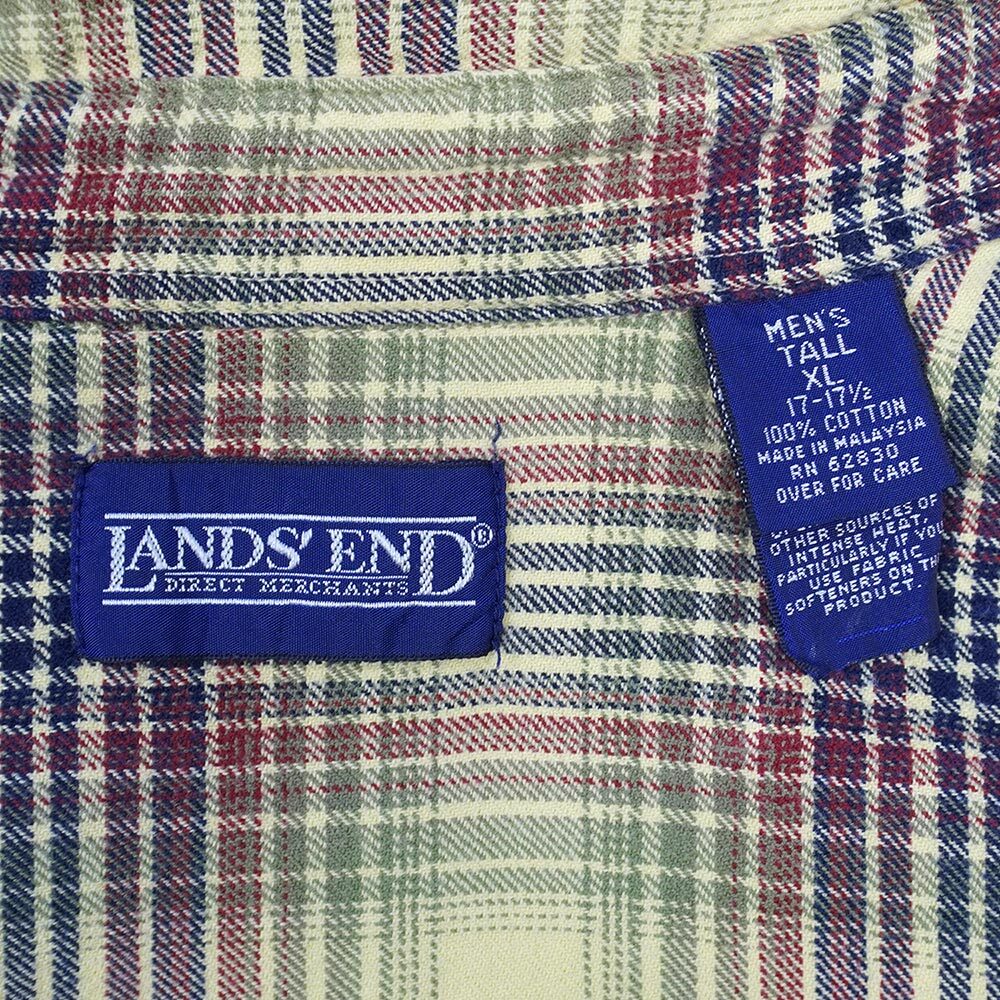 LANDS' END®
DIRECT MERCHANTS
MEN'S
TALL
XL
17-17½
100% COTTON
MADE IN MALAYSIA
RN 62830
OVER FOR CARE
OTHER SOURCES OF
INTENSE HEAT.
PARTICULARLY IF YOU
USE FABRIC
SOFTENERS ON THE
PRODUCT.